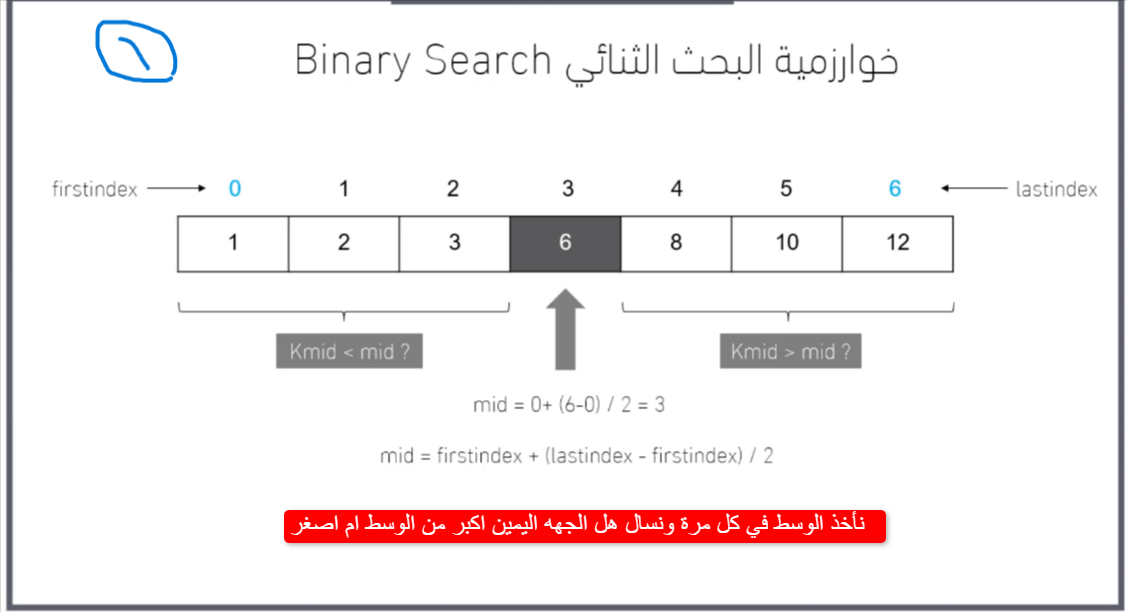 خوارزمية البحث الثنائي Binary Search
firstindex 0 1 2 3 4 5 6 lastindex
1 2 3 6 8 10 12
Kmid < mid ? Kmid > mid ?
mid = 0+ (6-0) / 2 = 3
mid = firstindex + (lastindex - firstindex) / 2
نأخذ الوسط في كل مرة ونسال هل الجهه اليمين اكبر من الوسط ام اصغر